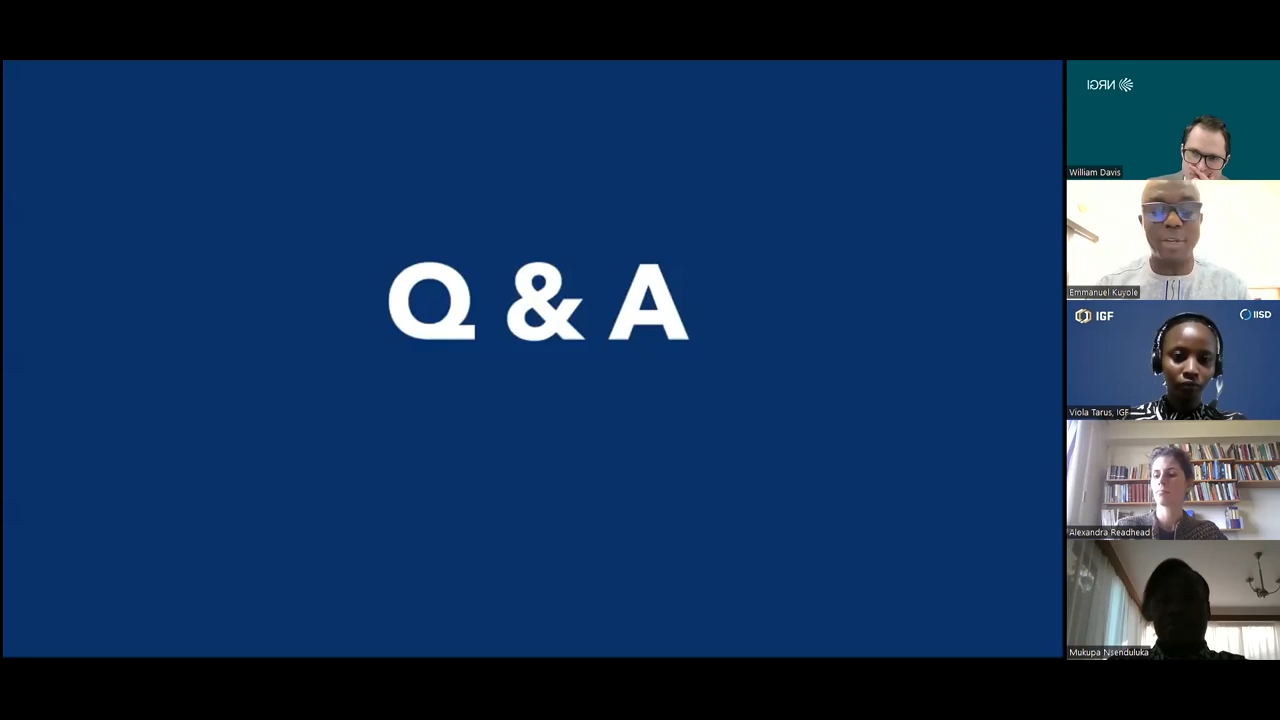 Q & A
NRGI
William Davis
Emmanuel Kuyole
IGF
IISD
Viola Tarus, IGF
Alexandra Readhead
Mukupa Nsenduluka